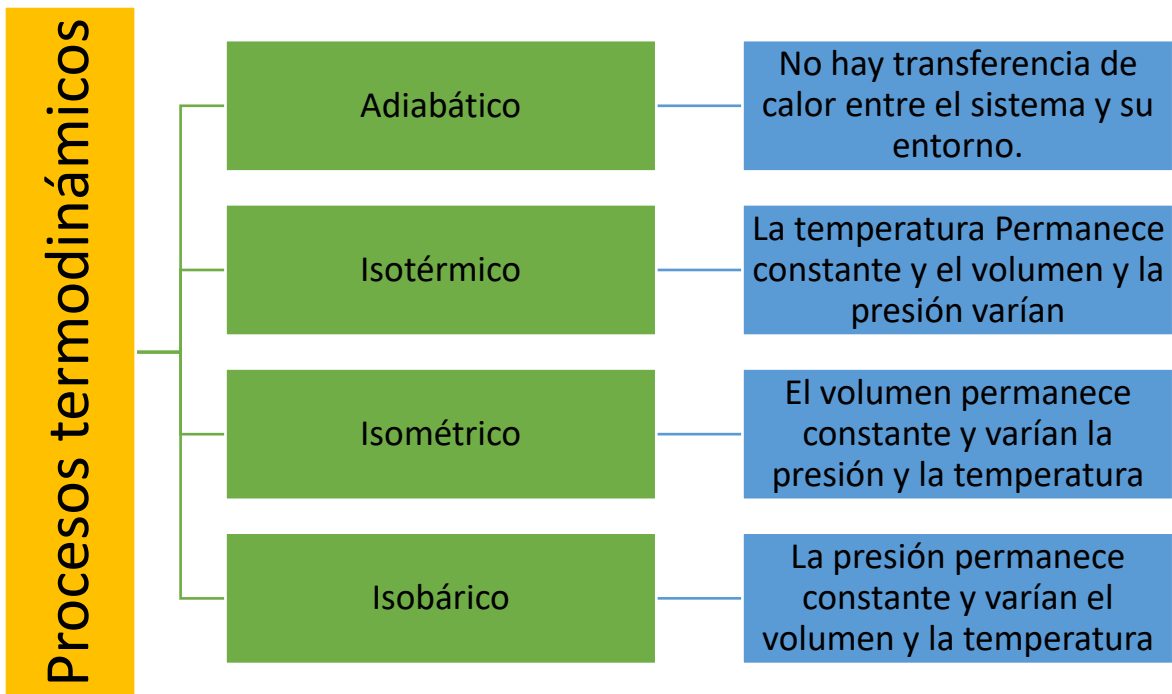 Procesos termodinámicos
Adiabático
No hay transferencia de
calor entre el sistema y su
entorno.
Isotérmico
La temperatura Permanece
constante y el volumen y la
presión varían
Isométrico
El volumen permanece
constante y varían la
presión y la temperatura
Isobárico
La presión permanece
constante y varían el
volumen y la temperatura